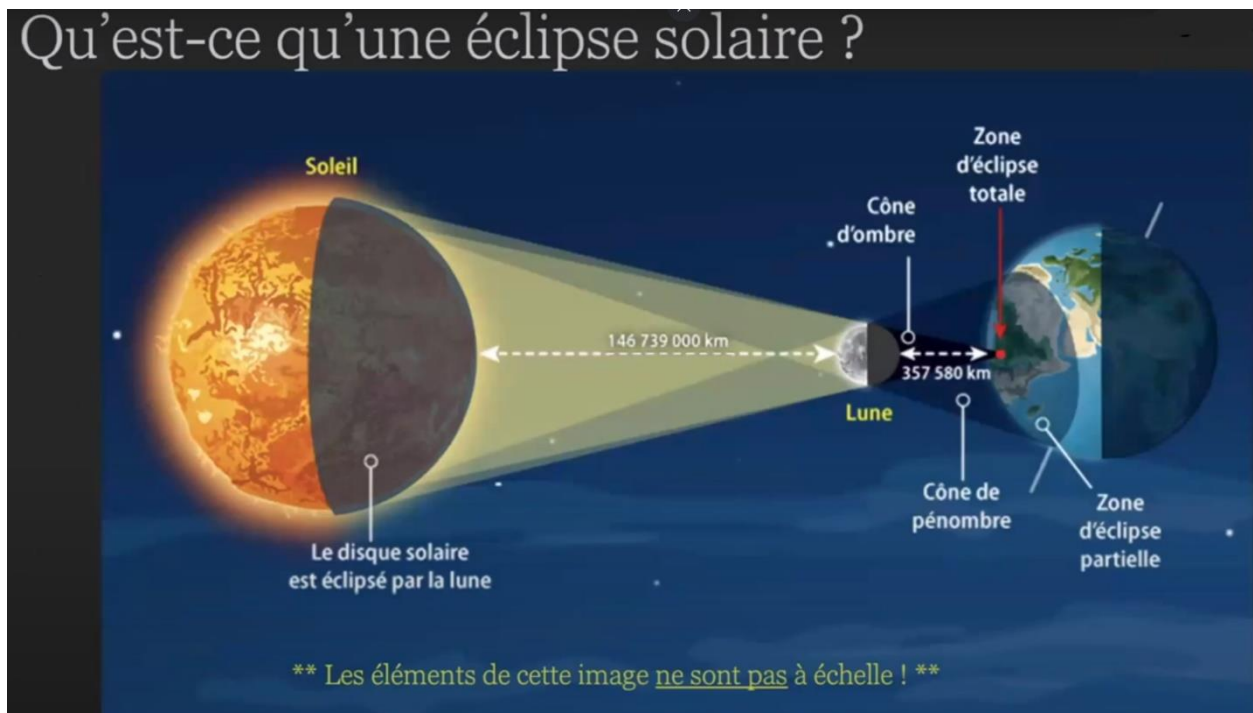 Qu’est-ce qu’une éclipse solaire ?
Soleil
Zone
d’éclipse
totale
Cône
d’ombre
146 739 000 km
357 580 km
Lune
Cône de
pénombre
Zone
d’éclipse
partielle
Le disque solaire
est éclipsé par la lune
** Les éléments de cette image ne sont pas à échelle ! **